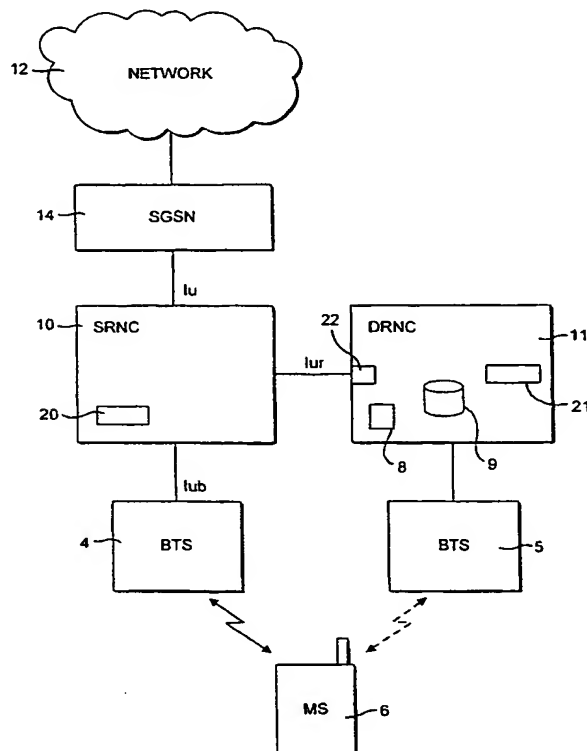 12
NETWORK
14
SGSN
Iu
10
SRNC
22
DRNC
11
Iur
20
21
8
9
Iub
4
BTS
BTS
5
MS
6